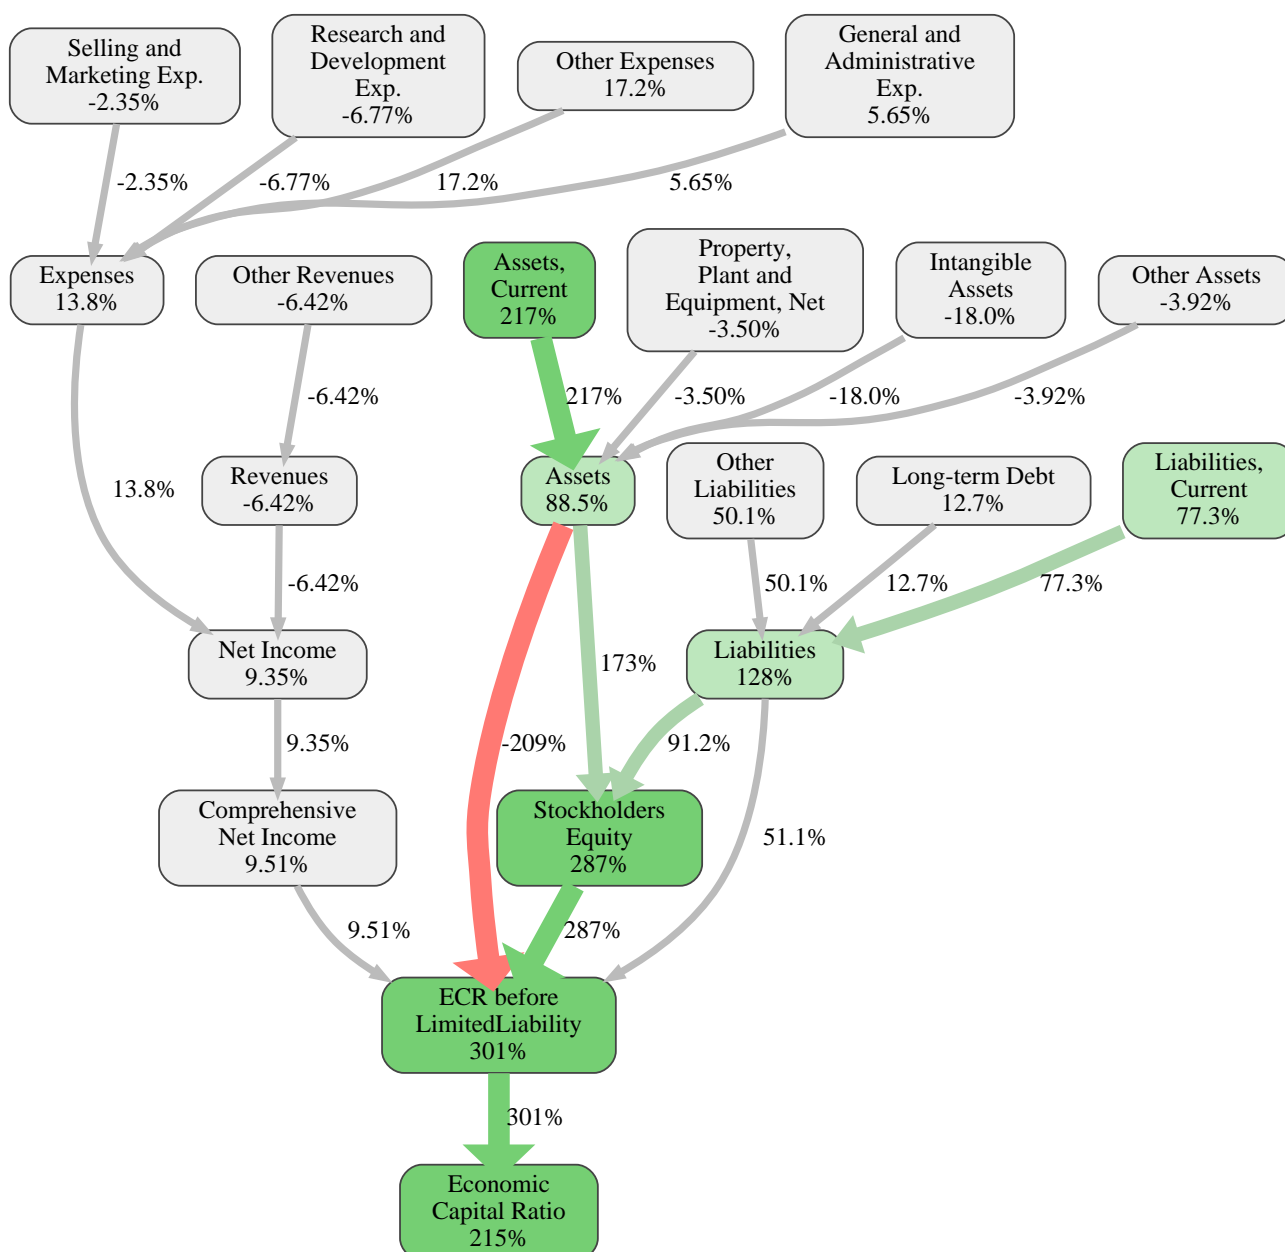 Selling and
Marketing Exp.
-2.35%
Research and
Development
Exp.
-6.77%
Other Expenses
17.2%
General and
Administrative
Exp.
5.65%
-2.35%
-6.77%
17.2%
5.65%
Expenses
13.8%
Other Revenues
-6.42%
Assets,
Current
217%
Property,
Plant and
Equipment, Net
-3.50%
Intangible
Assets
-18.0%
Other Assets
-3.92%
-6.42%
217%
-3.50%
-18.0%
-3.92%
13.8%
Revenues
-6.42%
Assets
88.5%
Other
Liabilities
50.1%
Long-term Debt
12.7%
Liabilities,
Current
77.3%
-6.42%
50.1%
12.7%
77.3%
Net Income
9.35%
173%
Liabilities
128%
9.35%
-209%
91.2%
Comprehensive
Net Income
9.51%
Stockholders
Equity
287%
51.1%
9.51%
287%
ECR before
LimitedLiability
301%
301%
Economic
Capital Ratio
215%